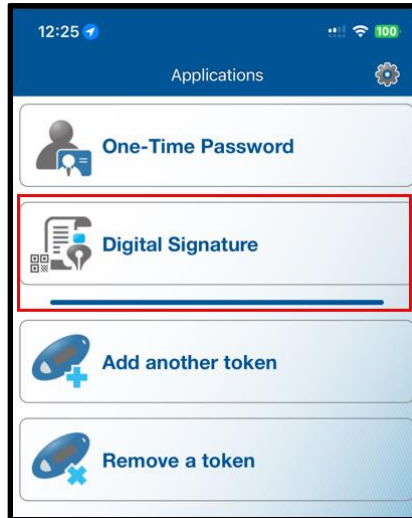 12:25
100
Applications
One-Time Password
Digital Signature
Add another token
Remove a token